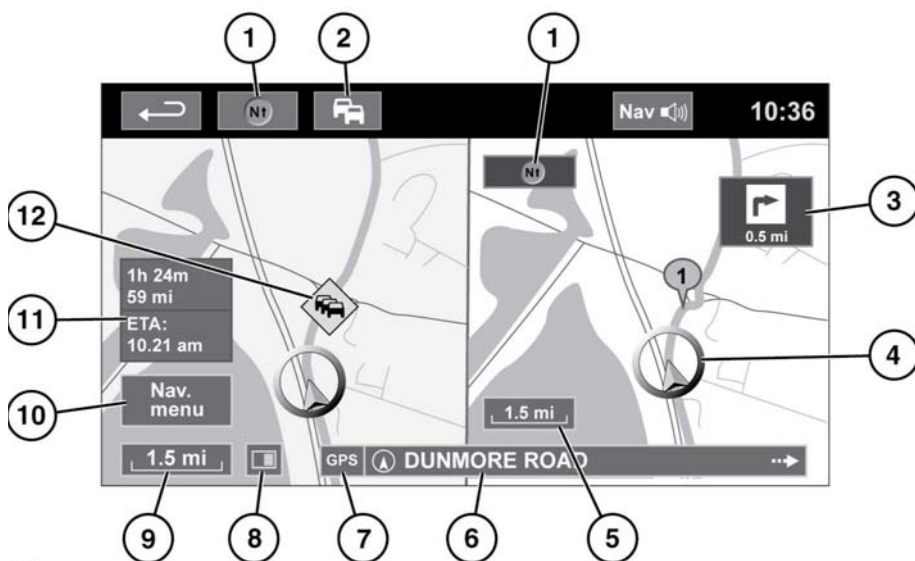 1
2
1
N
Nav
10:36
N
3
0.5 mi
12
1
1h 24m
59 mi
11
ETA:
10.21 am
4
Nav.
menu
10
1.5 mi
1.5 mi
GPS DUNMORE ROAD
9
8
7
6
5